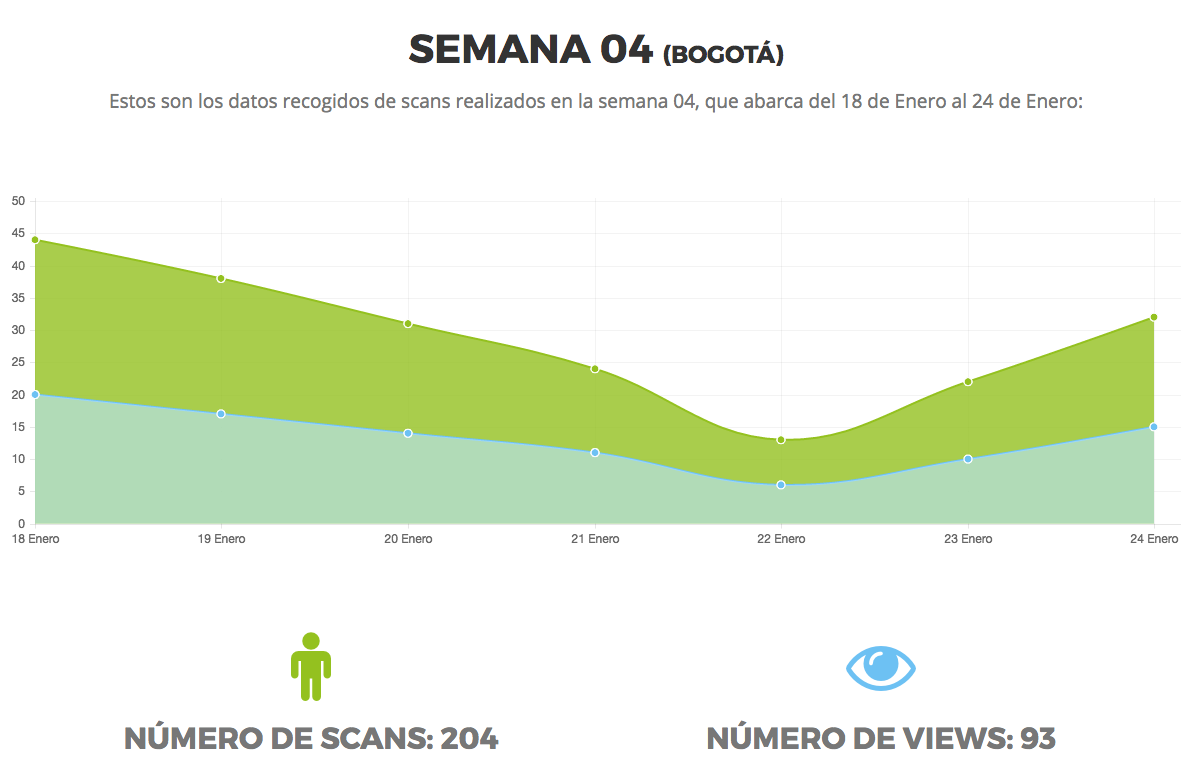 SEMANA 04 (BOGOTÁ)
Estos son los datos recogidos de scans realizados en la semana 04, que abarca del 18 de Enero al 24 de Enero:
50
45
40
35
30
25
20
15
10
5
0
18 Enero 19 Enero 20 Enero 21 Enero 22 Enero 23 Enero 24 Enero
NÚMERO DE SCANS: 204 NÚMERO DE VIEWS: 93